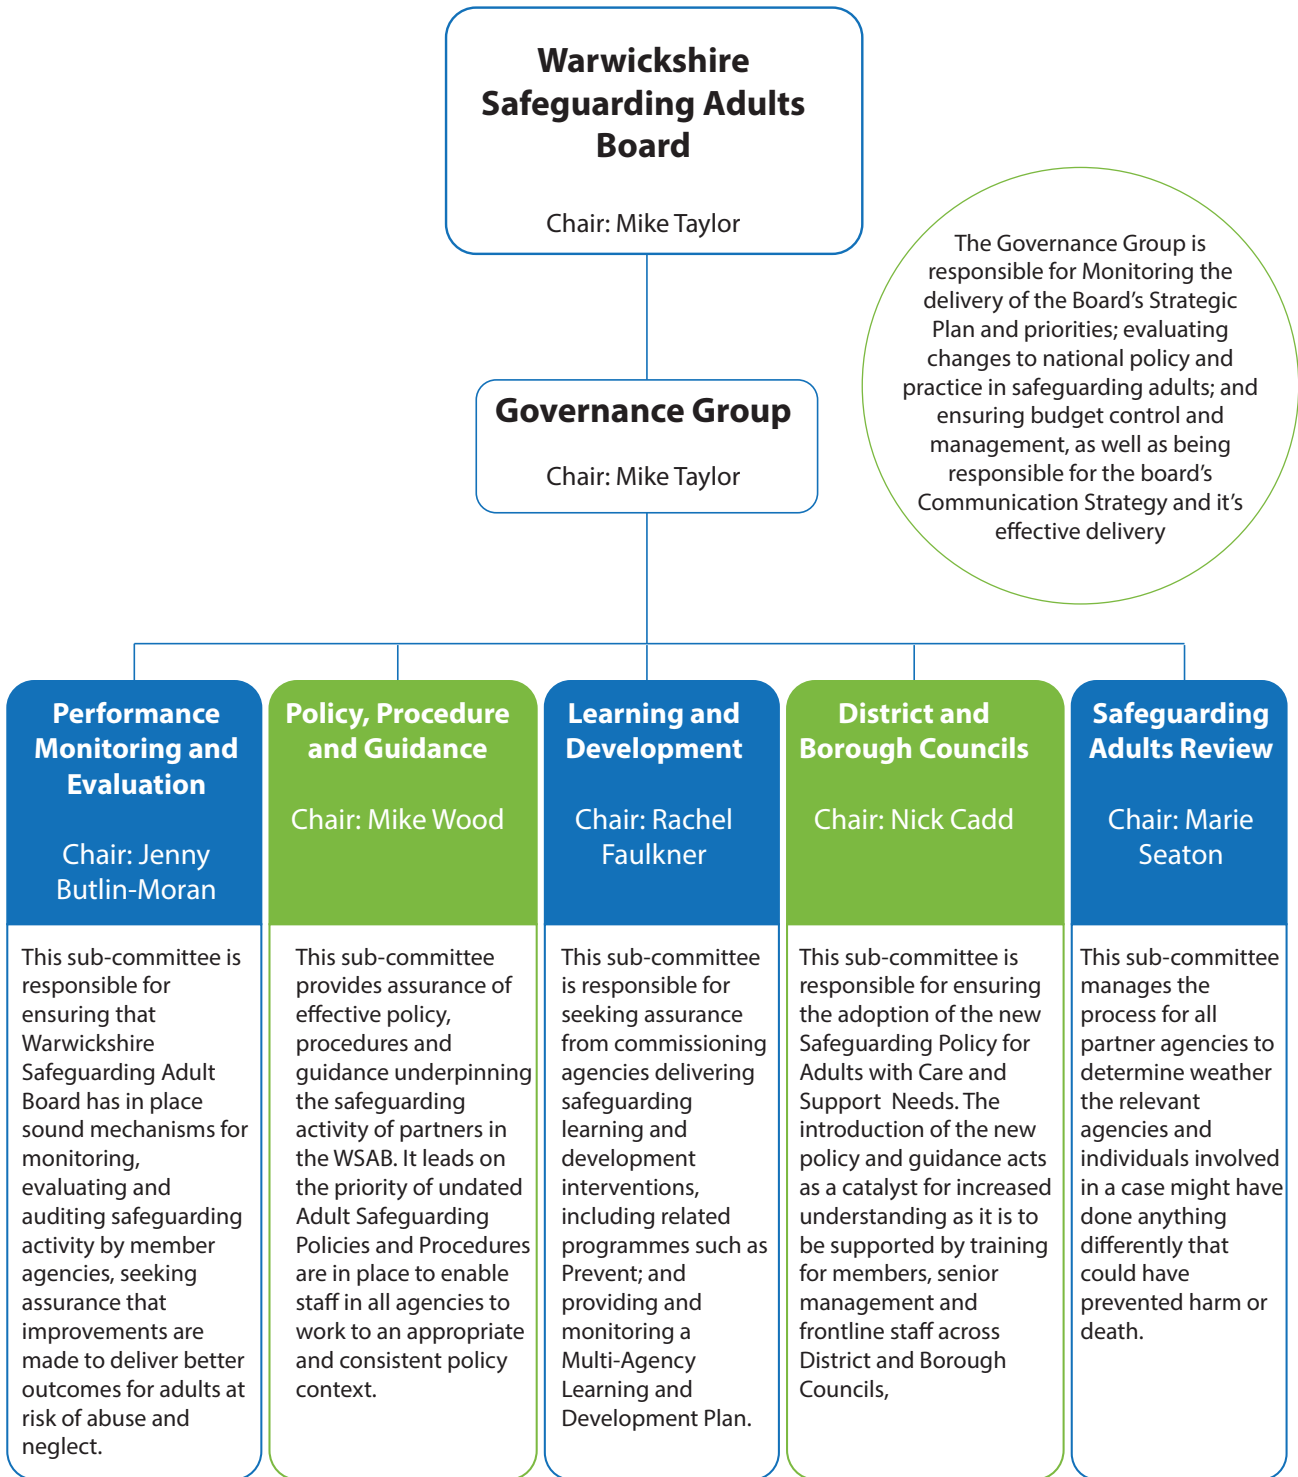 Warwickshire
Safeguarding Adults
Board
Chair: Mike Taylor
The Governance Group is
responsible for Monitoring the
delivery of the Board’s Strategic
Plan and priorities; evaluating
changes to national policy and
practice in safeguarding adults; and
ensuring budget control and
management, as well as being
responsible for the board’s
Communication Strategy and it’s
effective delivery
Governance Group
Chair: Mike Taylor
Performance
Monitoring and
Evaluation
Chair: Jenny
Butlin-Moran
This sub-committee is
responsible for
ensuring that
Warwickshire
Safeguarding Adult
Board has in place
sound mechanisms for
monitoring,
evaluating and
auditing safeguarding
activity by member
agencies, seeking
assurance that
improvements are
made to deliver better
outcomes for adults at
risk of abuse and
neglect.
Policy, Procedure
and Guidance
Chair: Mike Wood
This sub-committee
provides assurance of
effective policy,
procedures and
guidance underpinning
the safeguarding
activity of partners in
the WSAB. It leads on
the priority of undated
Adult Safeguarding
Policies and Procedures
are in place to enable
staff in all agencies to
work to an appropriate
and consistent policy
context.
Learning and
Development
Chair: Rachel
Faulkner
This sub-committee
is responsible for
seeking assurance
from commissioning
agencies delivering
safeguarding
learning and
development
interventions,
including related
programmes such as
Prevent; and
providing and
monitoring a
Multi-Agency
Learning and
Development Plan.
District and
Borough Councils
Chair: Nick Cadd
This sub-committee is
responsible for ensuring
the adoption of the new
Safeguarding Policy for
Adults with Care and
Support  Needs. The
introduction of the new
policy and guidance acts
as a catalyst for increased
understanding as it is to
be supported by training
for members, senior
management and
frontline staff across
District and Borough
Councils,
Safeguarding
Adults Review
Chair: Marie
Seaton
This sub-committee
manages the
process for all
partner agencies to
determine weather
the relevant
agencies and
individuals involved
in a case might have
done anything
differently that
could have
prevented harm or
death.